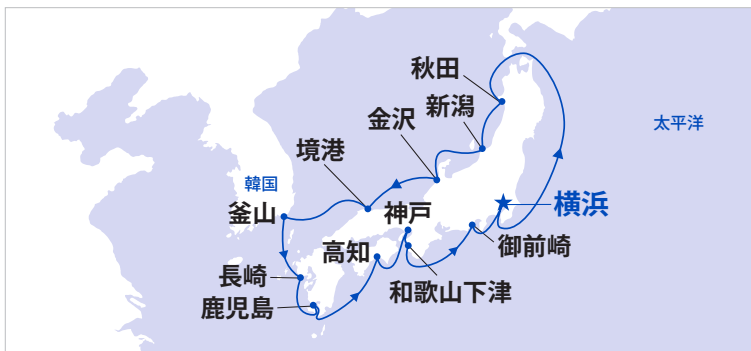 秋田
新潟
金沢
太平洋
境港
韓国
釜山
神戸
横浜
高知
御前崎
長崎
和歌山下津
鹿児島